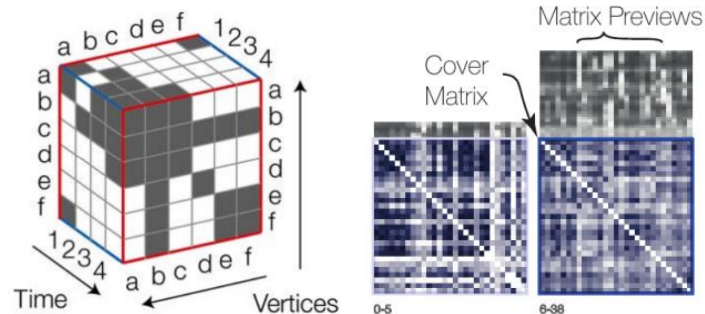 a b c d e f
1 2 3 4
a
b
c
d
e
f
a
b
c
d
e
f
1 2 3 4
a b c d e f
Time
Vertices
Matrix Previews
Cover
Matrix
0-5
6-38